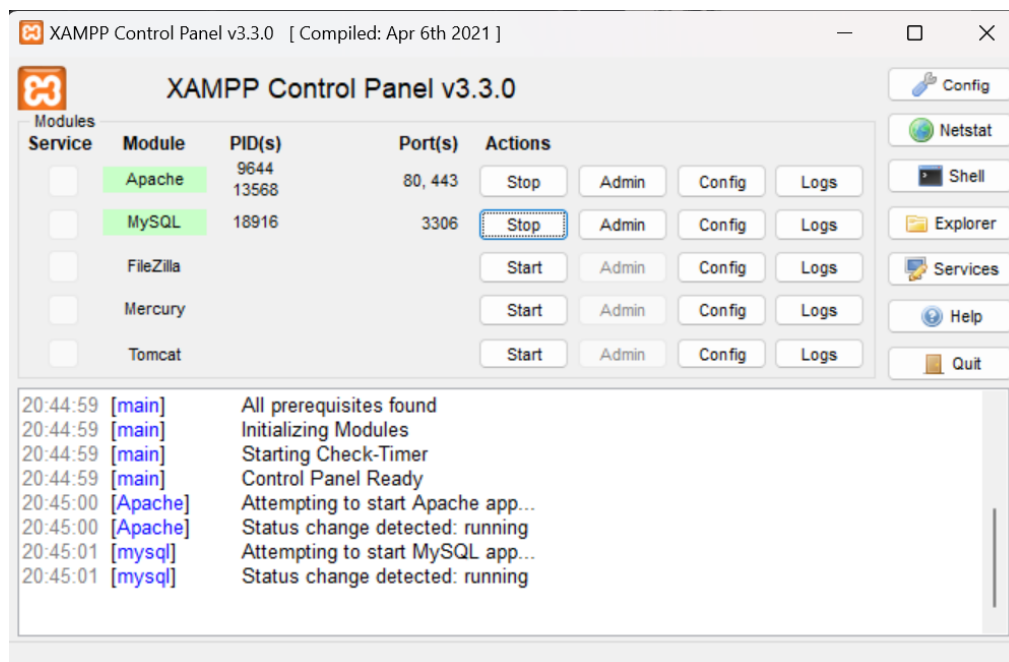 XAMPP Control Panel v3.3.0 [ Compiled: Apr 6th 2021 ]
XAMPP Control Panel v3.3.0
Config
Netstat
Shell
Explorer
Services
Help
Quit
Modules
Service Module PID(s) Port(s) Actions
Apache 9644 13568 80, 443 Stop Admin Config Logs
MySQL 18916 3306 Stop Admin Config Logs
FileZilla Start Admin Config Logs
Mercury Start Admin Config Logs
Tomcat Start Admin Config Logs
20:44:59 [main] All prerequisites found
20:44:59 [main] Initializing Modules
20:44:59 [main] Starting Check-Timer
20:44:59 [main] Control Panel Ready
20:45:00 [Apache] Attempting to start Apache app...
20:45:00 [Apache] Status change detected: running
20:45:01 [mysql] Attempting to start MySQL app...
20:45:01 [mysql] Status change detected: running